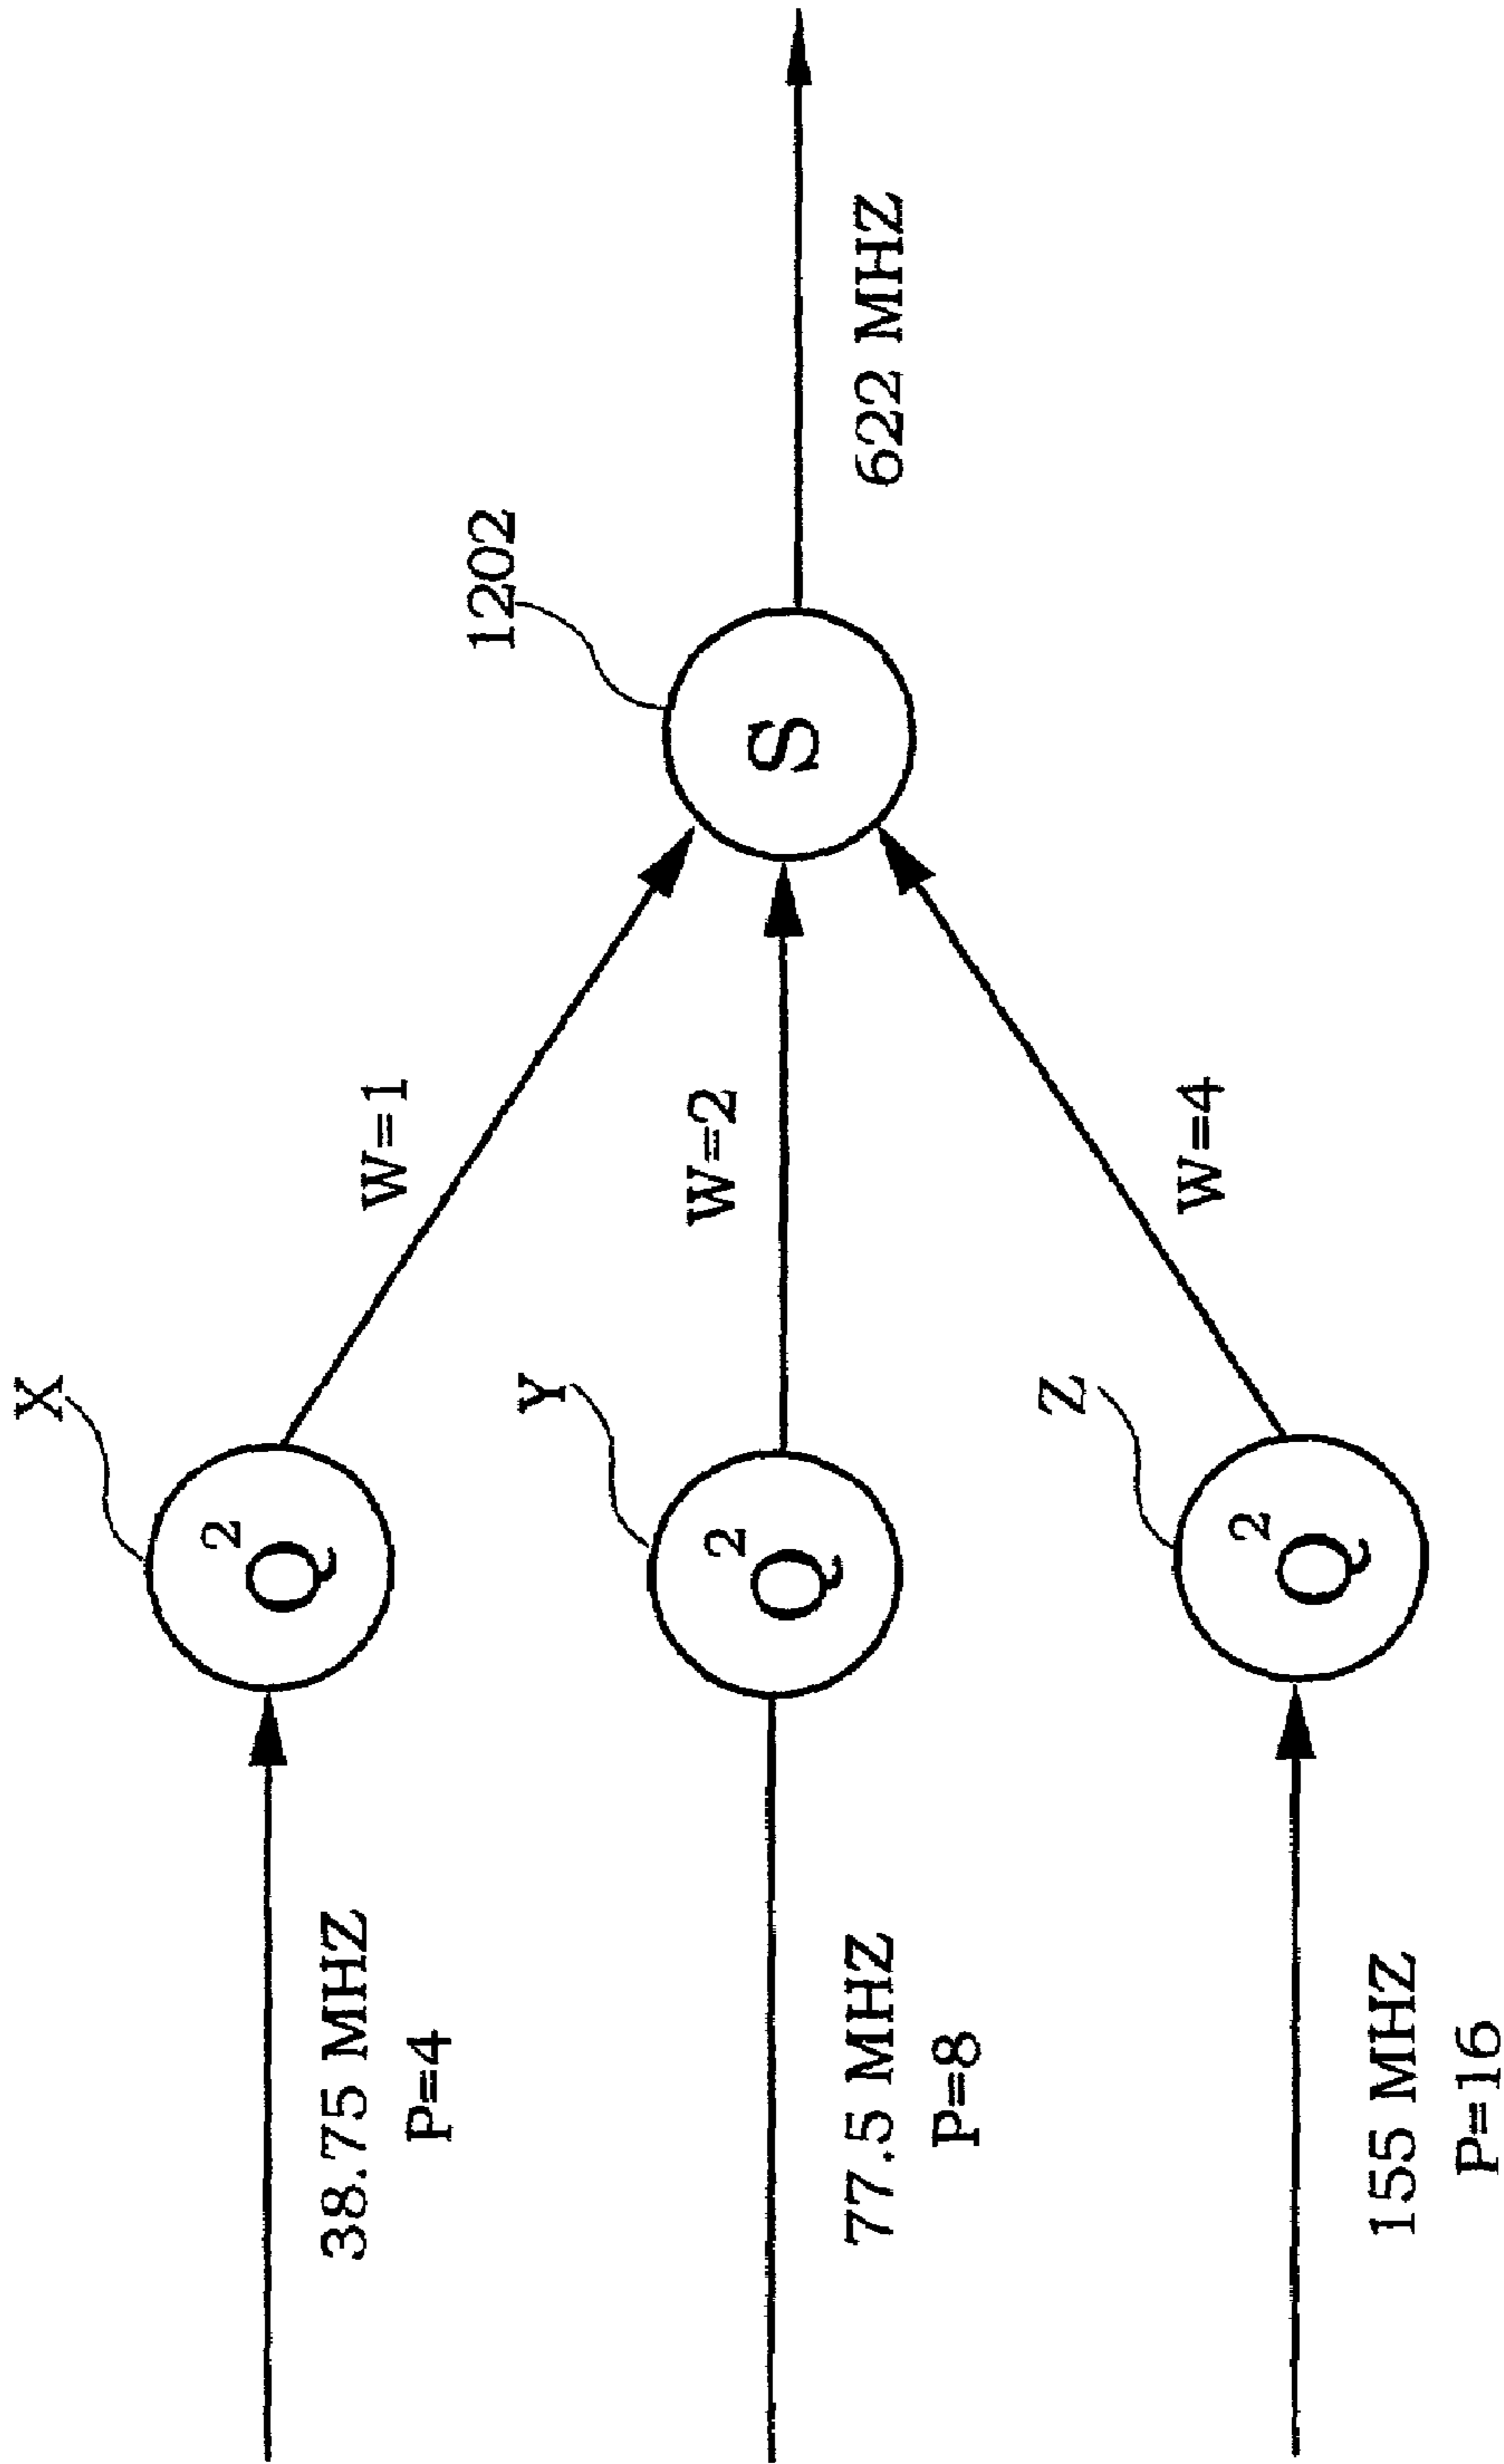 X
Q2
W=1
38.75 MHZ
P=4
1202
Y
Q2
W=2
S
77.5 MHZ
P=8
622 MHZ
Z
Q2
W=4
155 MHZ
P=16